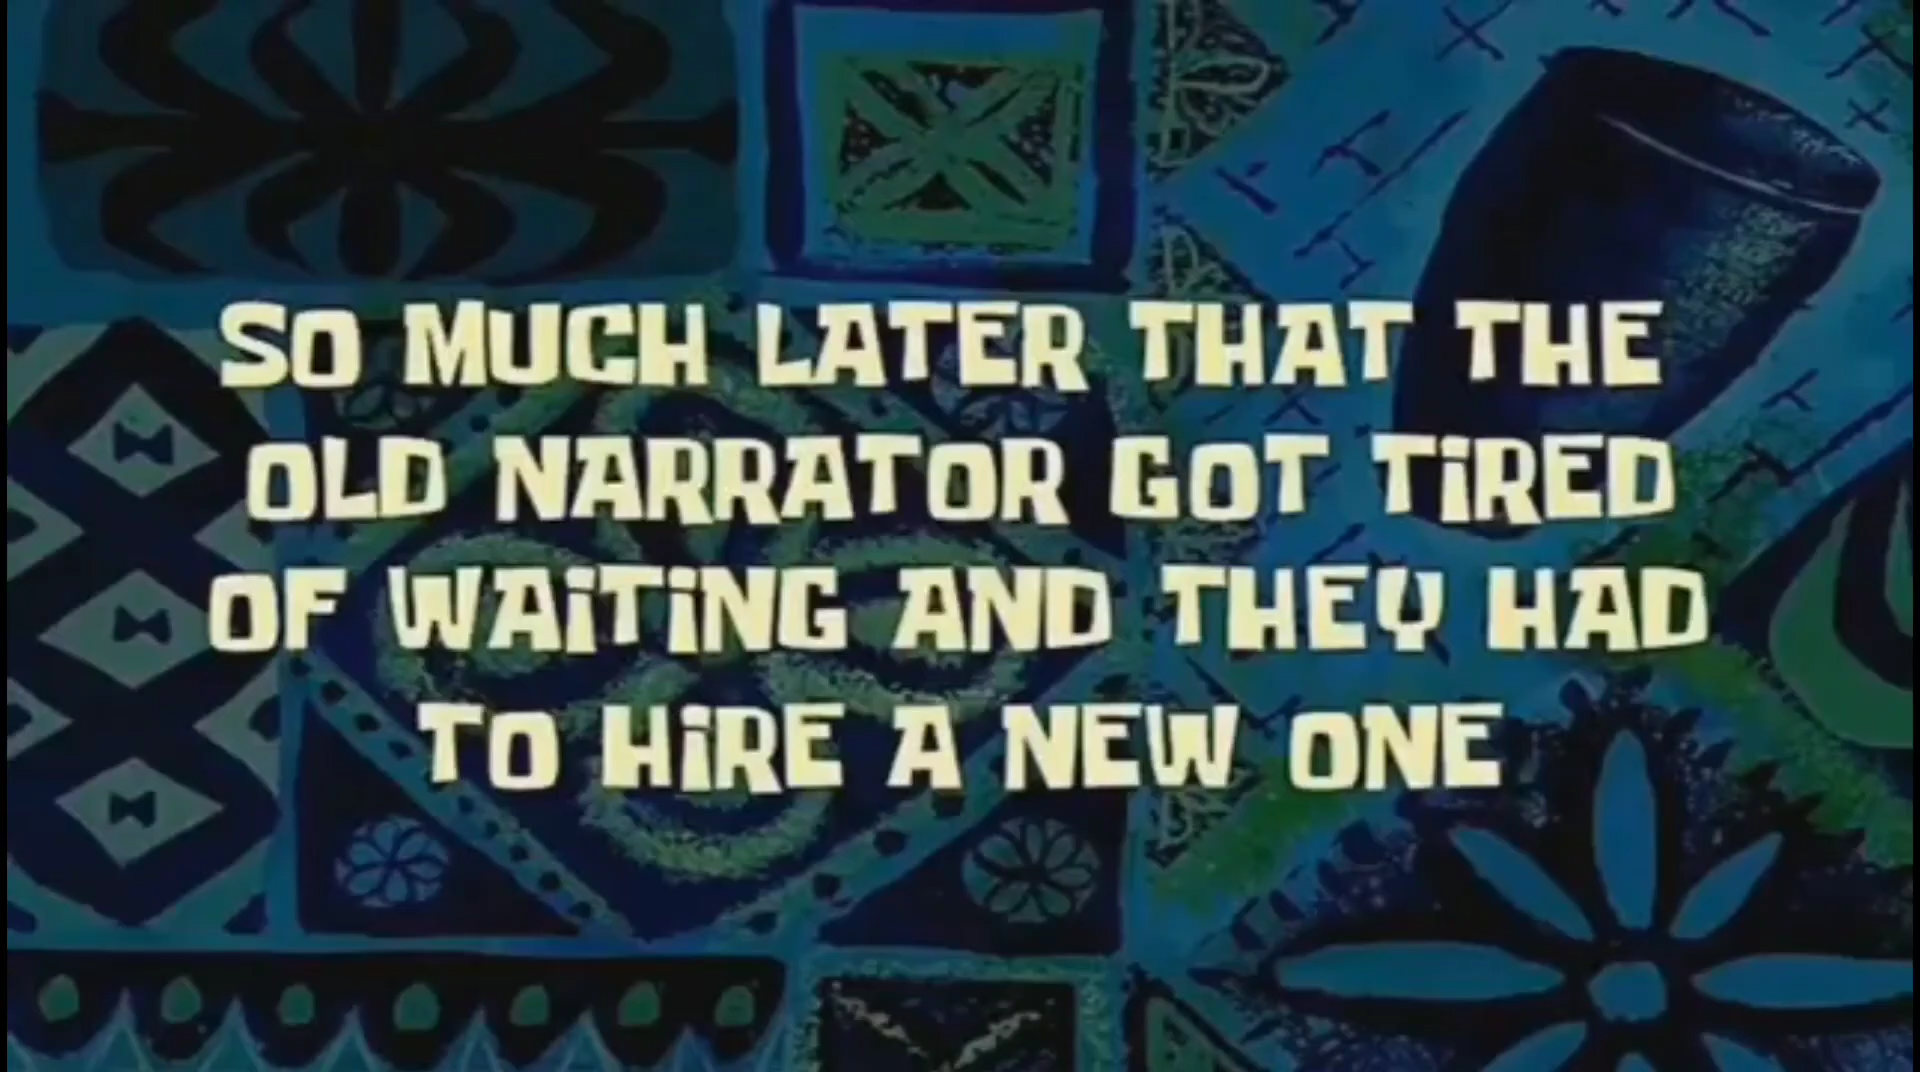 SO MUCH LATER THAT THE
OLD NARRATOR GOT TiRED
OF WAiTiNG AND THEY HAD
TO HiRE A NEW ONE